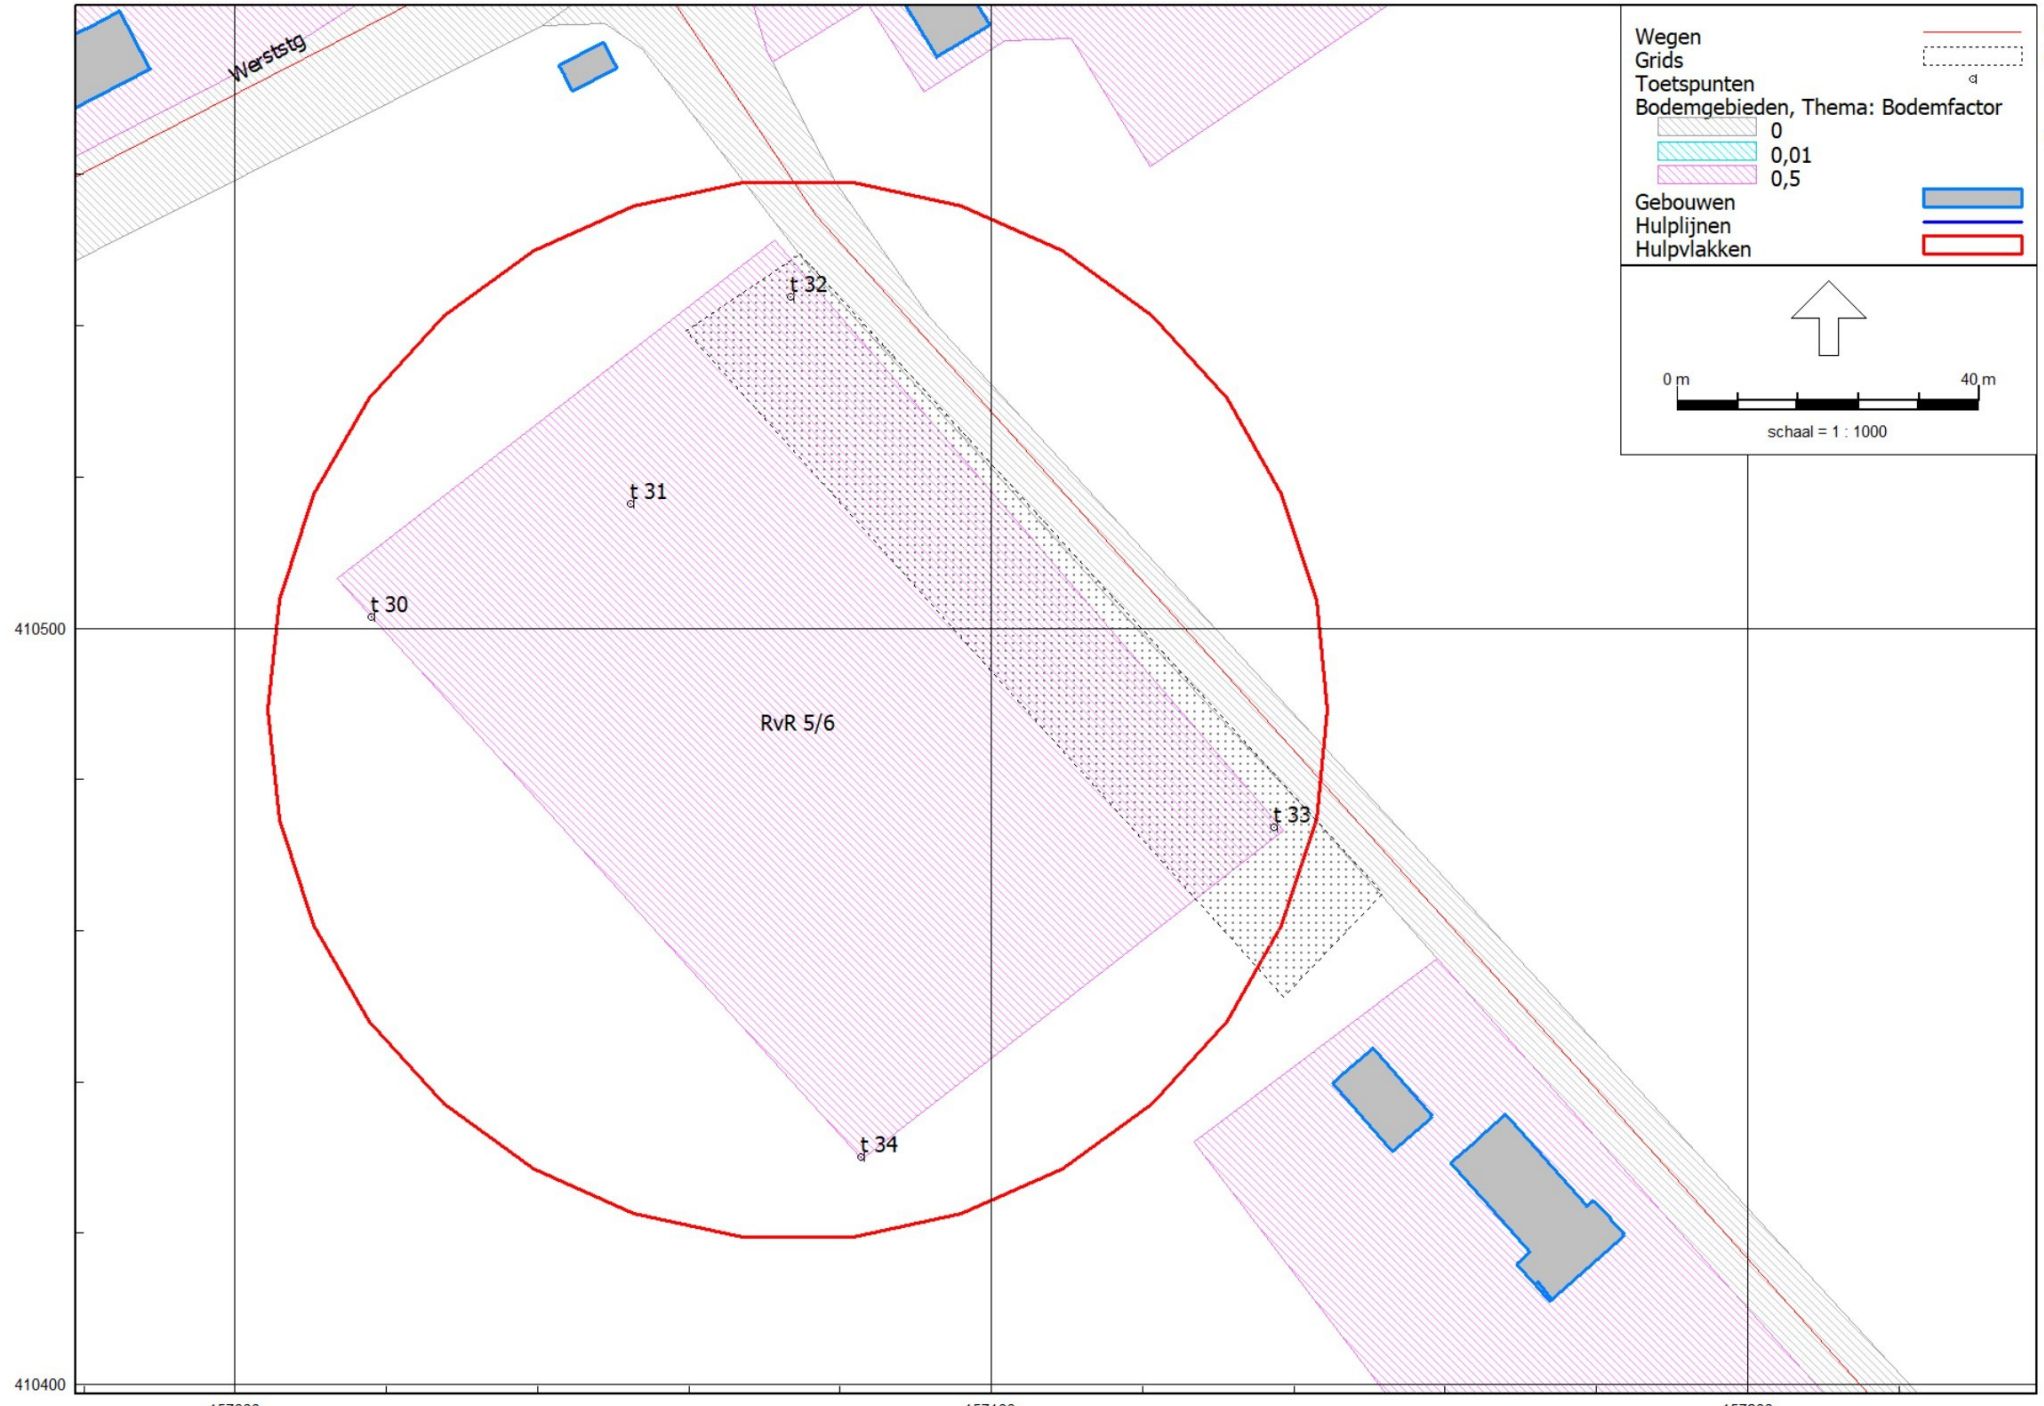 Werststg
Wegen
Grids
Toetspunten
Bodemgebieden, Thema: Bodemfactor
0
0,01
0,5
Gebouwen
Hulplijnen
Hulpvlakken
0 m 40 m
schaal = 1 : 1000
t 32
t 31
t 30
410500
RvR 5/6
t 33
t 34
410400